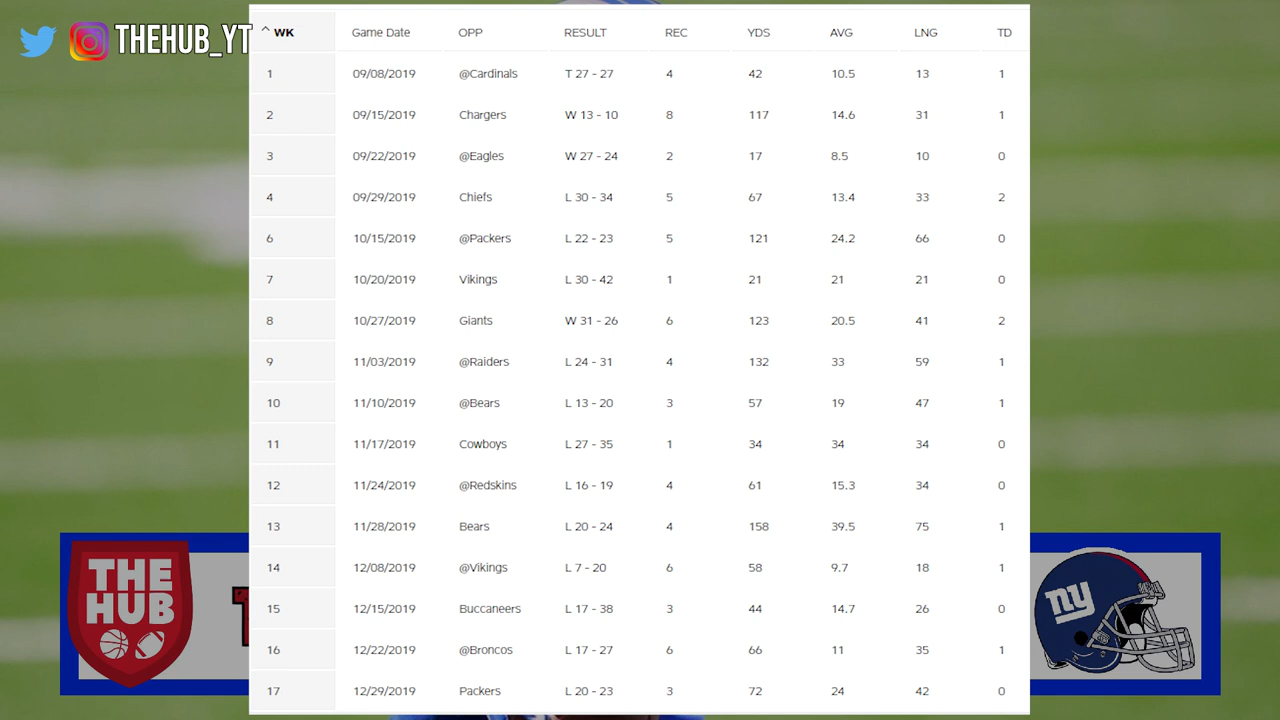 THEHUB_YT
WK Game Date OPP RESULT REC YDS AVG LNG TD
1 09/08/2019 @Cardinals T 27 - 27 4 42 10.5 13 1
2 09/15/2019 Chargers W 13 - 10 8 117 14.6 31 1
3 09/22/2019 @Eagles W 27 - 24 2 17 8.5 10 0
4 09/29/2019 Chiefs L 30 - 34 5 67 13.4 33 2
6 10/15/2019 @Packers L 22 - 23 5 121 24.2 66 0
7 10/20/2019 Vikings L 30 - 42 1 21 21 21 0
8 10/27/2019 Giants W 31 - 26 6 123 20.5 41 2
9 11/03/2019 @Raiders L 24 - 31 4 132 33 59 1
10 11/10/2019 @Bears L 13 - 20 3 57 19 47 1
11 11/17/2019 Cowboys L 27 - 35 1 34 34 34 0
12 11/24/2019 @Redskins L 16 - 19 4 61 15.3 34 0
13 11/28/2019 Bears L 20 - 24 4 158 39.5 75 1
14 12/08/2019 @Vikings L 7 - 20 6 58 9.7 18 1
15 12/15/2019 Buccaneers L 17 - 38 3 44 14.7 26 0
16 12/22/2019 @Broncos L 17 - 27 6 66 11 35 1
17 12/29/2019 Packers L 20 - 23 3 72 24 42 0
THE
HUB
ny